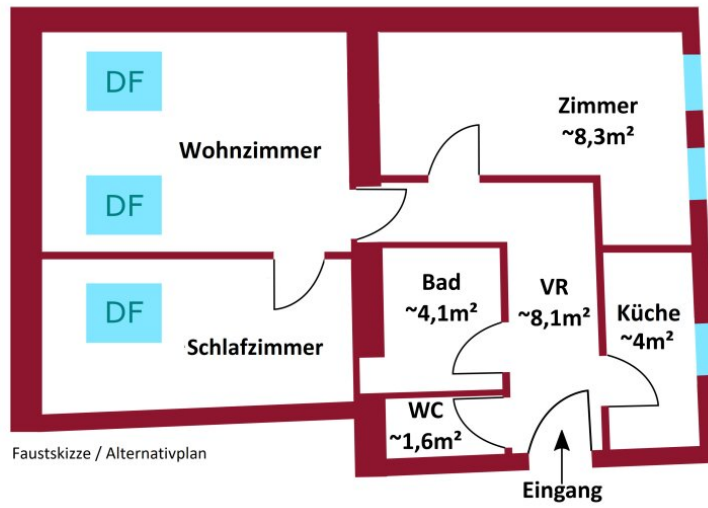 DF
Zimmer
~8,3m²
Wohnzimmer
DF
Bad
~4,1m²
VR
~8,1m²
Küche
~4m²
DF
Schlafzimmer
WC
~1,6m²
Faustskizze / Alternativplan
Eingang